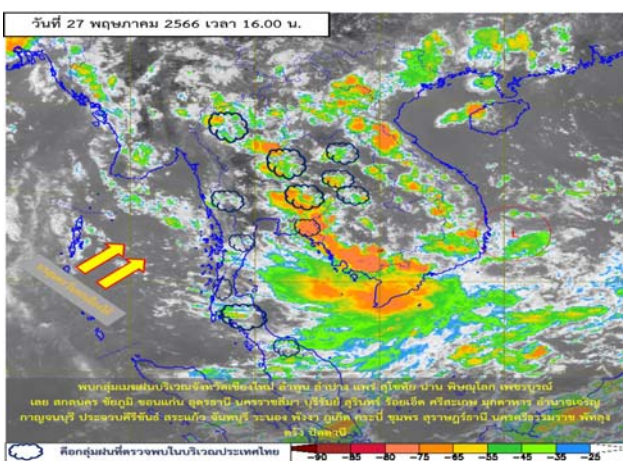 วันที่ 27 พฤษภาคม 2566 เวลา 16.00 น.
L
พบกลุ่มเมฆฝนบริเวณจังหวัดเชียงใหม่ ลำพูน ลำปาง แพร่ สุโขทัย น่าน พิษณุโลก เพชรบูรณ์
เลย สกลนคร ชัยภูมิ ขอนแก่น อุดรธานี นครราชสีมา บุรีรัมย์ สุรินทร์ ร้อยเอ็ด ศรีสะเกษ มุกดาหาร อำนาจเจริญ
กาญจนบุรี ประจวบคีรีขันธ์ สระแก้ว จันทบุรี ระนอง พังงา ภูเก็ต กระบี่ ชุมพร สุราษฎร์ธานี นครศรีธรรมราช พัทลุง
ตรัง ปัตตานี
คือกลุ่มฝนที่ตรวจพบในบริเวณประเทศไทย
-90 -85 -75 -65 -55 -45 -35 -25